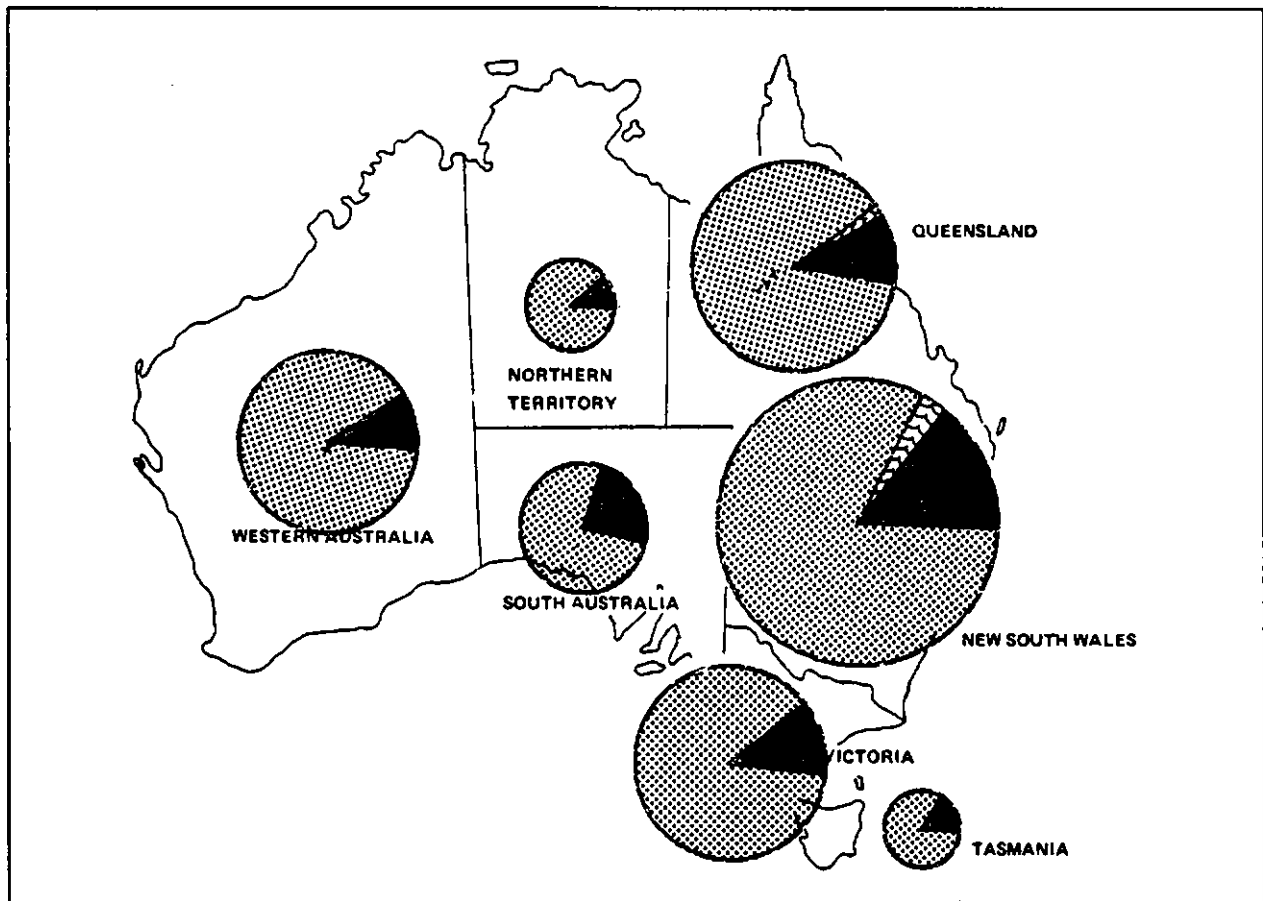 QUEENSLAND
NORTHERN
TERRITORY
WESTERN AUSTRALIA
SOUTH AUSTRALIA
NEW SOUTH WALES
VICTORIA
TASMANIA